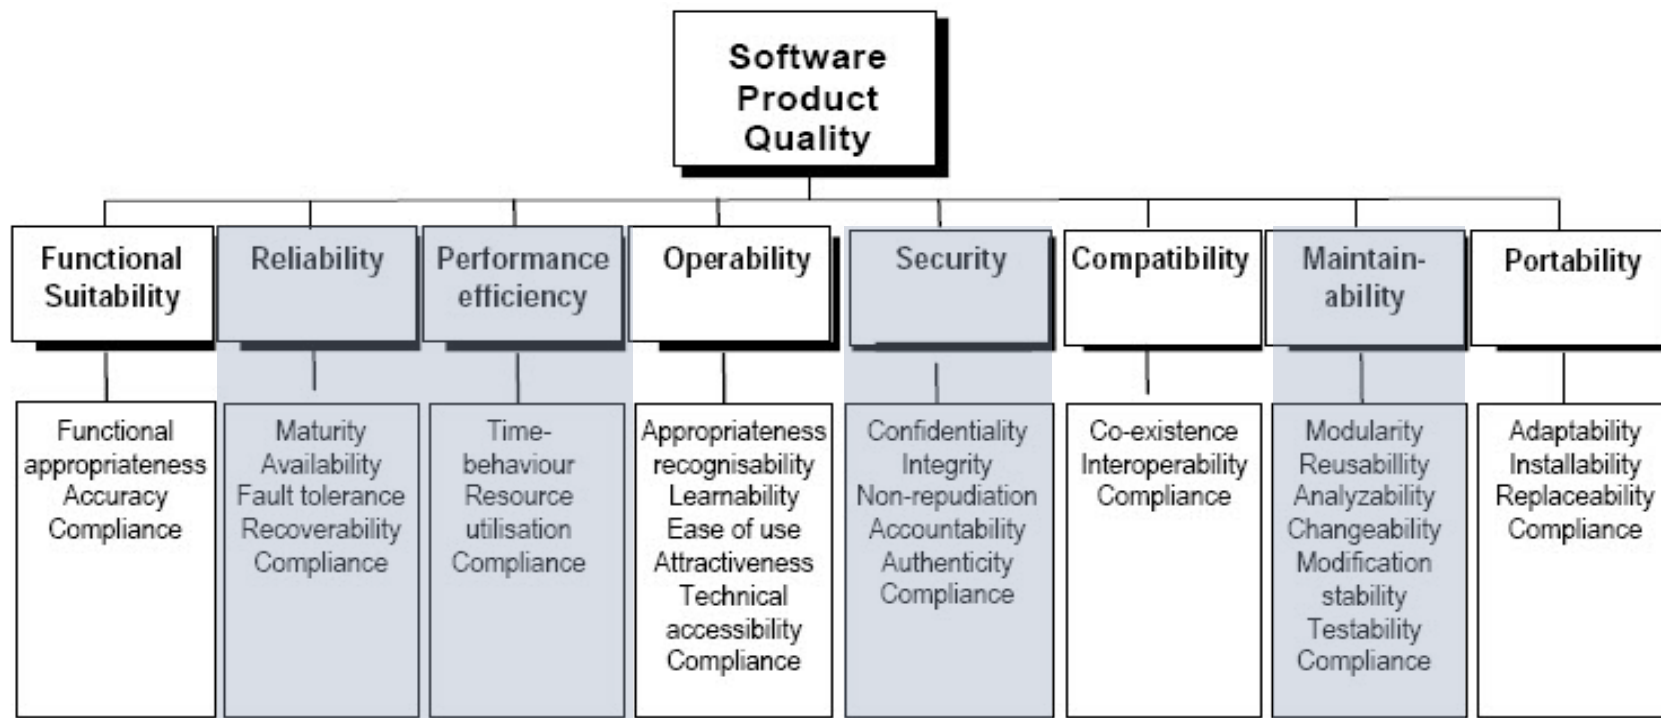 Software
Product
Quality
Functional
Suitability
Reliability
Performance
efficiency
Operability
Security
Compatibility
Maintain-
ability
Portability
Functional
appropriateness
Accuracy
Compliance
Maturity
Availability
Fault tolerance
Recoverability
Compliance
Time-
behaviour
Resource
utilisation
Compliance
Appropriateness
recognisability
Learnability
Ease of use
Attractiveness
Technical
accessibility
Compliance
Confidentiality
Integrity
Non-repudiation
Accountability
Authenticity
Compliance
Co-existence
Interoperability
Compliance
Modularity
Reusabillity
Analyzability
Changeability
Modification
stability
Testability
Compliance
Adaptability
Installability
Replaceability
Compliance